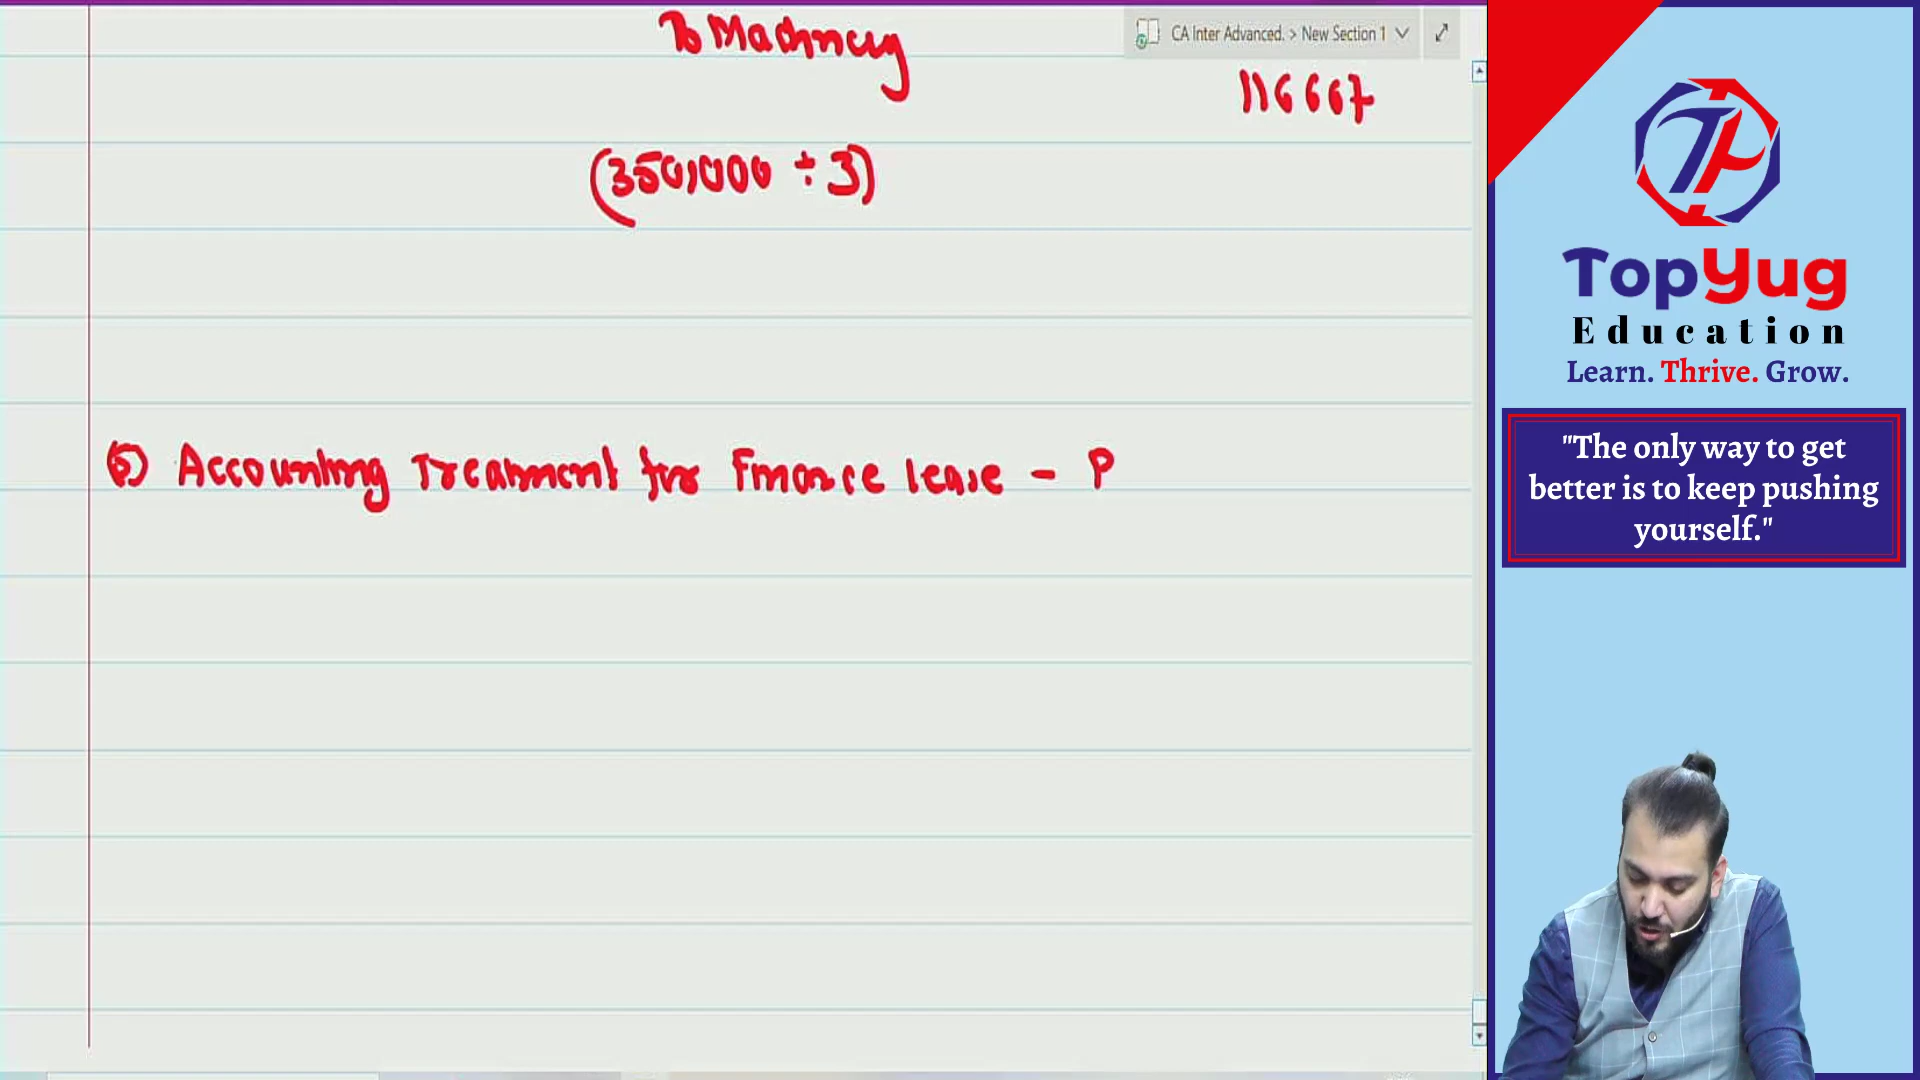 To Machinery
CA Inter Advanced. > New Section 1
116667
(350,000 ÷ 3)
⑤ Accounting Treatment for Finance lease - P
TopYug
Education
Learn. Thrive. Grow.
"The only way to get
better is to keep pushing
yourself."